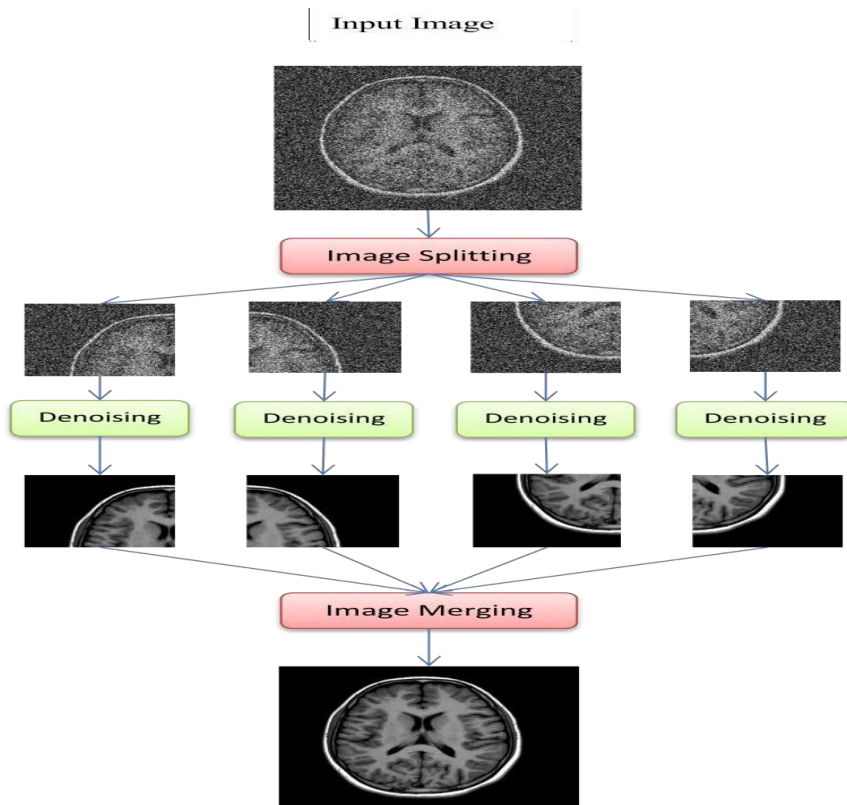 Input Image
Image Splitting
Denoising
Denoising
Denoising
Denoising
Image Merging